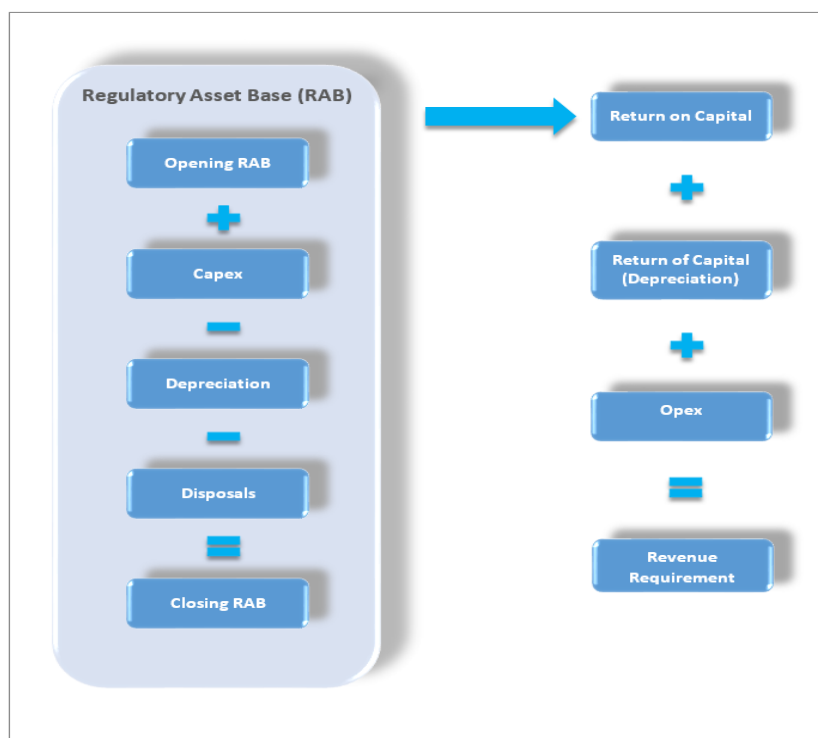 Regulatory Asset Base (RAB)
Opening RAB
Capex
Depreciation
Disposals
Closing RAB
Return on Capital
Return of Capital
(Depreciation)
Opex
Revenue
Requirement